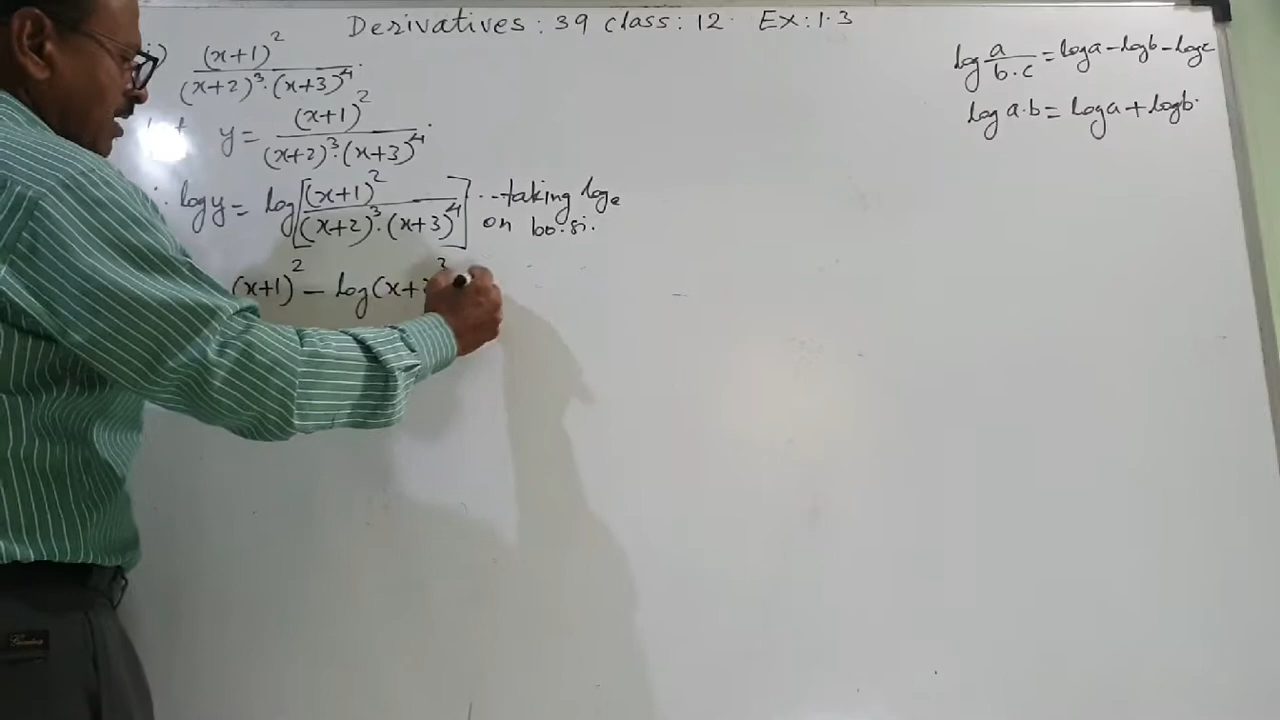 Derivatives : 39 class : 12. Ex : 1.3
i) (x+1)^2 / (x+2)^3 . (x+3)^4 .
y = (x+1)^2 / (x+2)^3 . (x+3)^4 .
log y = log [ (x+1)^2 / (x+2)^3 . (x+3)^4 ] ... taking log_e
on bo. si.
(x+1)^2 - log (x+ 3
log a / b . c = log a - log b - log c
log a . b = log a + log b .